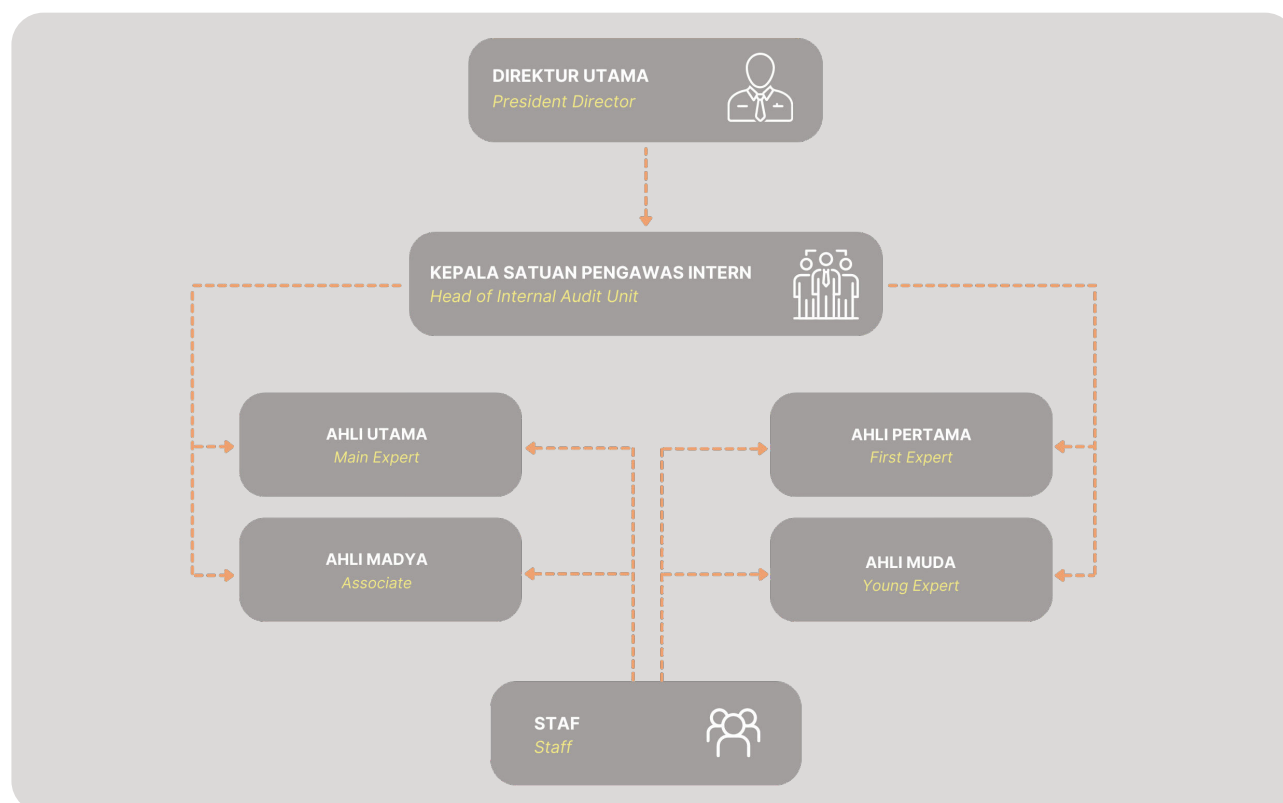 DIREKTUR UTAMA
President Director
KEPALA SATUAN PENGAWAS INTERN
Head of Internal Audit Unit
AHLI UTAMA
Main Expert
AHLI PERTAMA
First Expert
AHLI MADYA
Associate
AHLI MUDA
Young Expert
STAF
Staff